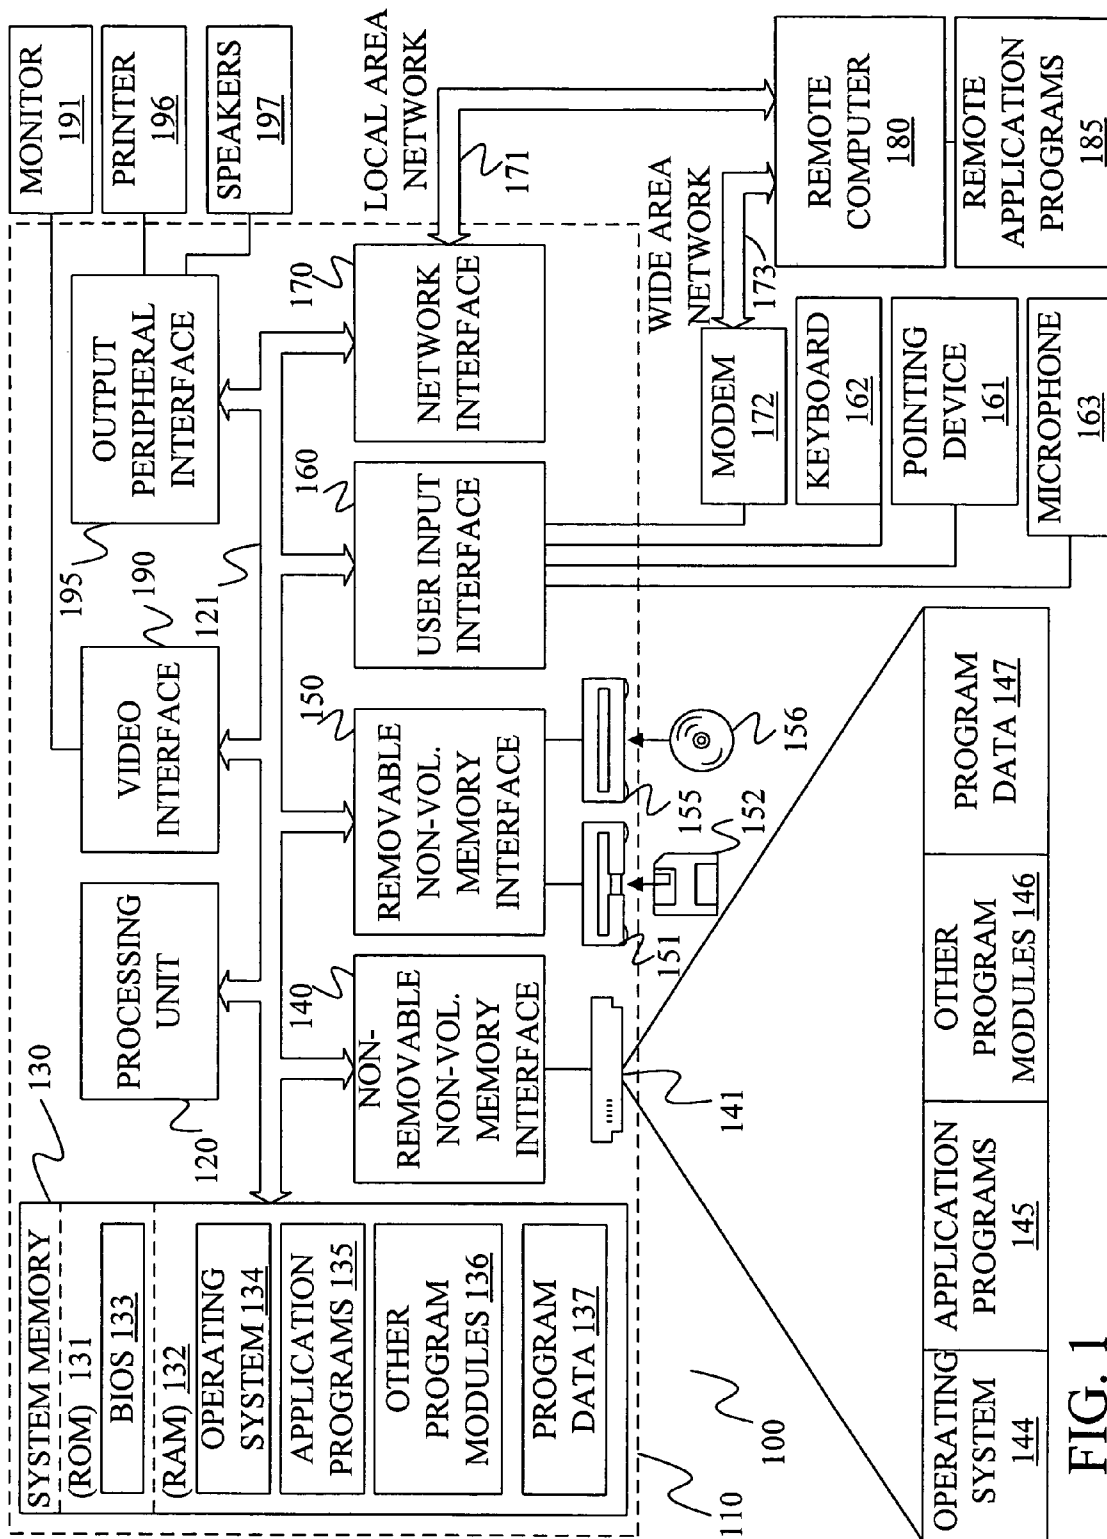 SYSTEM MEMORY
(ROM) 131
BIOS 133
(RAM) 132
OPERATING
SYSTEM 134
APPLICATION
PROGRAMS 135
OTHER
PROGRAM
MODULES 136
PROGRAM
DATA 137
130
PROCESSING
UNIT
120
VIDEO
INTERFACE
190
121
OUTPUT
PERIPHERAL
INTERFACE
195
MONITOR
191
PRINTER
196
SPEAKERS
197
NON-
REMOVABLE
NON-VOL.
MEMORY
INTERFACE
140
REMOVABLE
NON-VOL.
MEMORY
INTERFACE
150
USER INPUT
INTERFACE
160
NETWORK
INTERFACE
170
LOCAL AREA
NETWORK
171
141
151
152
155
156
WIDE AREA
NETWORK
173
MODEM
172
KEYBOARD
162
POINTING
DEVICE
161
MICROPHONE
163
REMOTE
COMPUTER
180
REMOTE
APPLICATION
PROGRAMS
185
110
100
OPERATING
SYSTEM
144
APPLICATION
PROGRAMS
145
OTHER
PROGRAM
MODULES 146
PROGRAM
DATA 147
FIG. 1